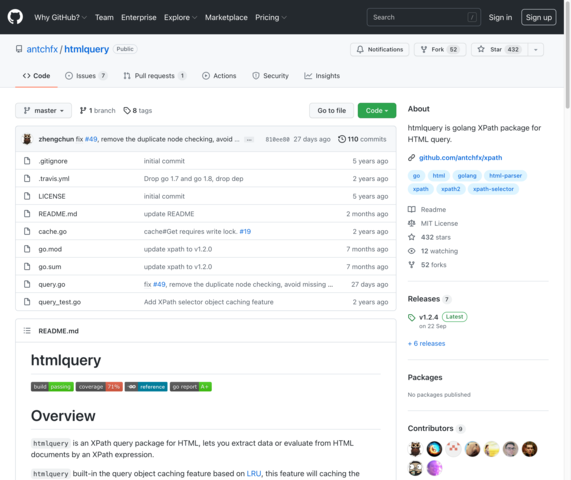 Why GitHub? Team Enterprise Explore Marketplace Pricing Search / Sign in Sign up
antchfx / htmlquery Public Notifications Fork 52 Star 432
Code Issues 7 Pull requests 1 Actions Security Insights
master 1 branch 8 tags Go to file Code
zhengchun fix #49, remove the duplicate node checking, avoid ... 27 days ago 110 commits
.gitignore initial commit 5 years ago
.travis.yml Drop go 1.7 and go 1.8, drop dep 2 years ago
LICENSE initial commit 5 years ago
README.md update README 2 months ago
cache.go cache#Get requires write lock. #19 2 years ago
go.mod update xpath to v1.2.0 7 months ago
go.sum update xpath to v1.2.0 7 months ago
query.go fix #49, remove the duplicate node checking, avoid missing ... 27 days ago
query_test.go Add XPath selector object caching feature 2 years ago
README.md
htmlquery
build passing coverage 71% GO reference go report A+
Overview
htmlquery is an XPath query package for HTML, lets you extract data or evaluate from HTML
documents by an XPath expression.
htmlquery built-in the query object caching feature based on LRU, this feature will caching the
About
htmlquery is golang XPath package for
HTML query.
github.com/antchfx/xpath
go html golang html-parser
xpath xpath2 xpath-selector
Readme
MIT License
432 stars
12 watching
52 forks
Releases 7
v1.2.4 Latest
on 22 Sep
+ 6 releases
Packages
No packages published
Contributors 9